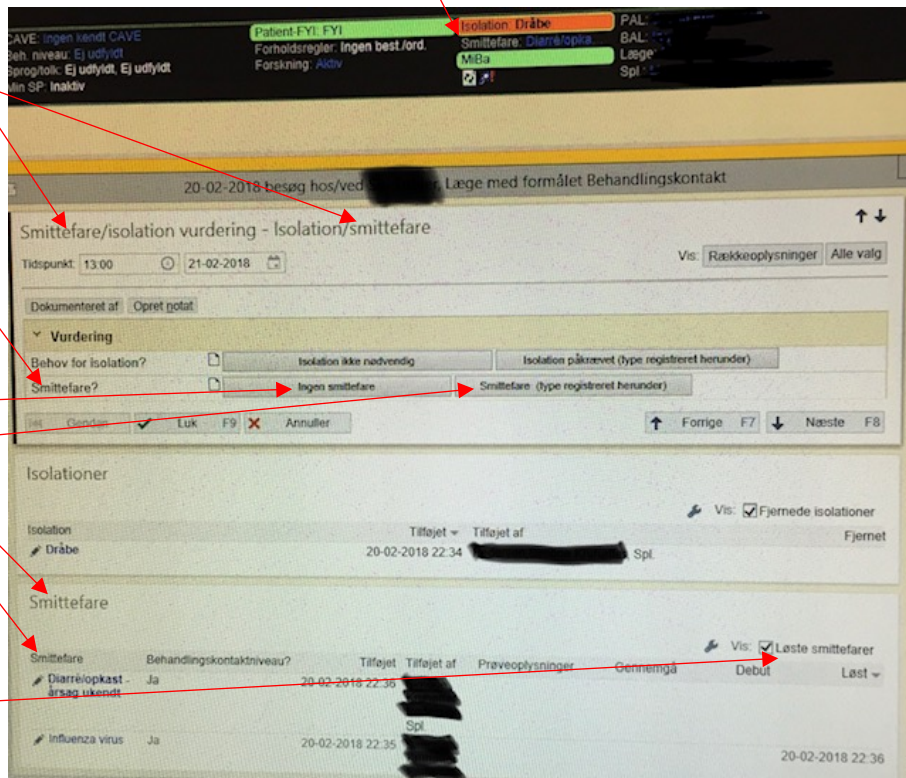 CAVE: Ingen kendt CAVE
Beh. niveau: Ej udfyldt
Sprog/tolk: Ej udfyldt, Ej udfyldt
Min SP: Inaktiv
Patient-FYI: FYI
Forholdsregler: Ingen best./ord.
Forskning: Aktiv
Isolation: Dråbe
Smittefare: Diarré/opka...
MiBa
PAL:
BAL:
Læge:
Spl.:
20-02-2018 besøg hos/ved Læge med formålet Behandlingskontakt
Smittefare/isolation vurdering - Isolation/smittefare
Tidspunkt: 13:00 21-02-2018 Vis: Rækkeoplysninger Alle valg
Dokumenteret af Opret notat
Vurdering
Behov for isolation? Isolation ikke nødvendig Isolation påkrævet (type registreret herunder)
Smittefare? Ingen smittefare Smittefare (type registreret herunder)
Gendan Luk F9 Annuller Forrige F7 Næste F8
Isolationer
Vis: Fjernede isolationer
Isolation Tilføjet Tilføjet af Fjernet
Dråbe 20-02-2018 22:34 Spl.
Smittefare
Vis: Løste smittefarer
Smittefare Behandlingskontaktniveau? Tilføjet Tilføjet af Prøveoplysninger Gennemgå Debut Løst
Diarré/opkast - Ja 20-02-2018 22:36
årsag ukendt
Spl.
Influenza virus Ja 20-02-2018 22:35
20-02-2018 22:36